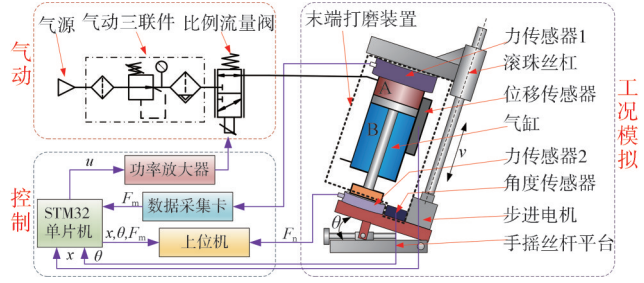 气动
气源
气动三联件
比例流量阀
末端打磨装置
力传感器1
滚珠丝杠
位移传感器
气缸
力传感器2
角度传感器
步进电机
手摇丝杆平台
工况模拟
A
B
v
θ
控制
u
功率放大器
STM32
单片机
Fm
数据采集卡
x,θ,Fm
上位机
Fn
x
θ